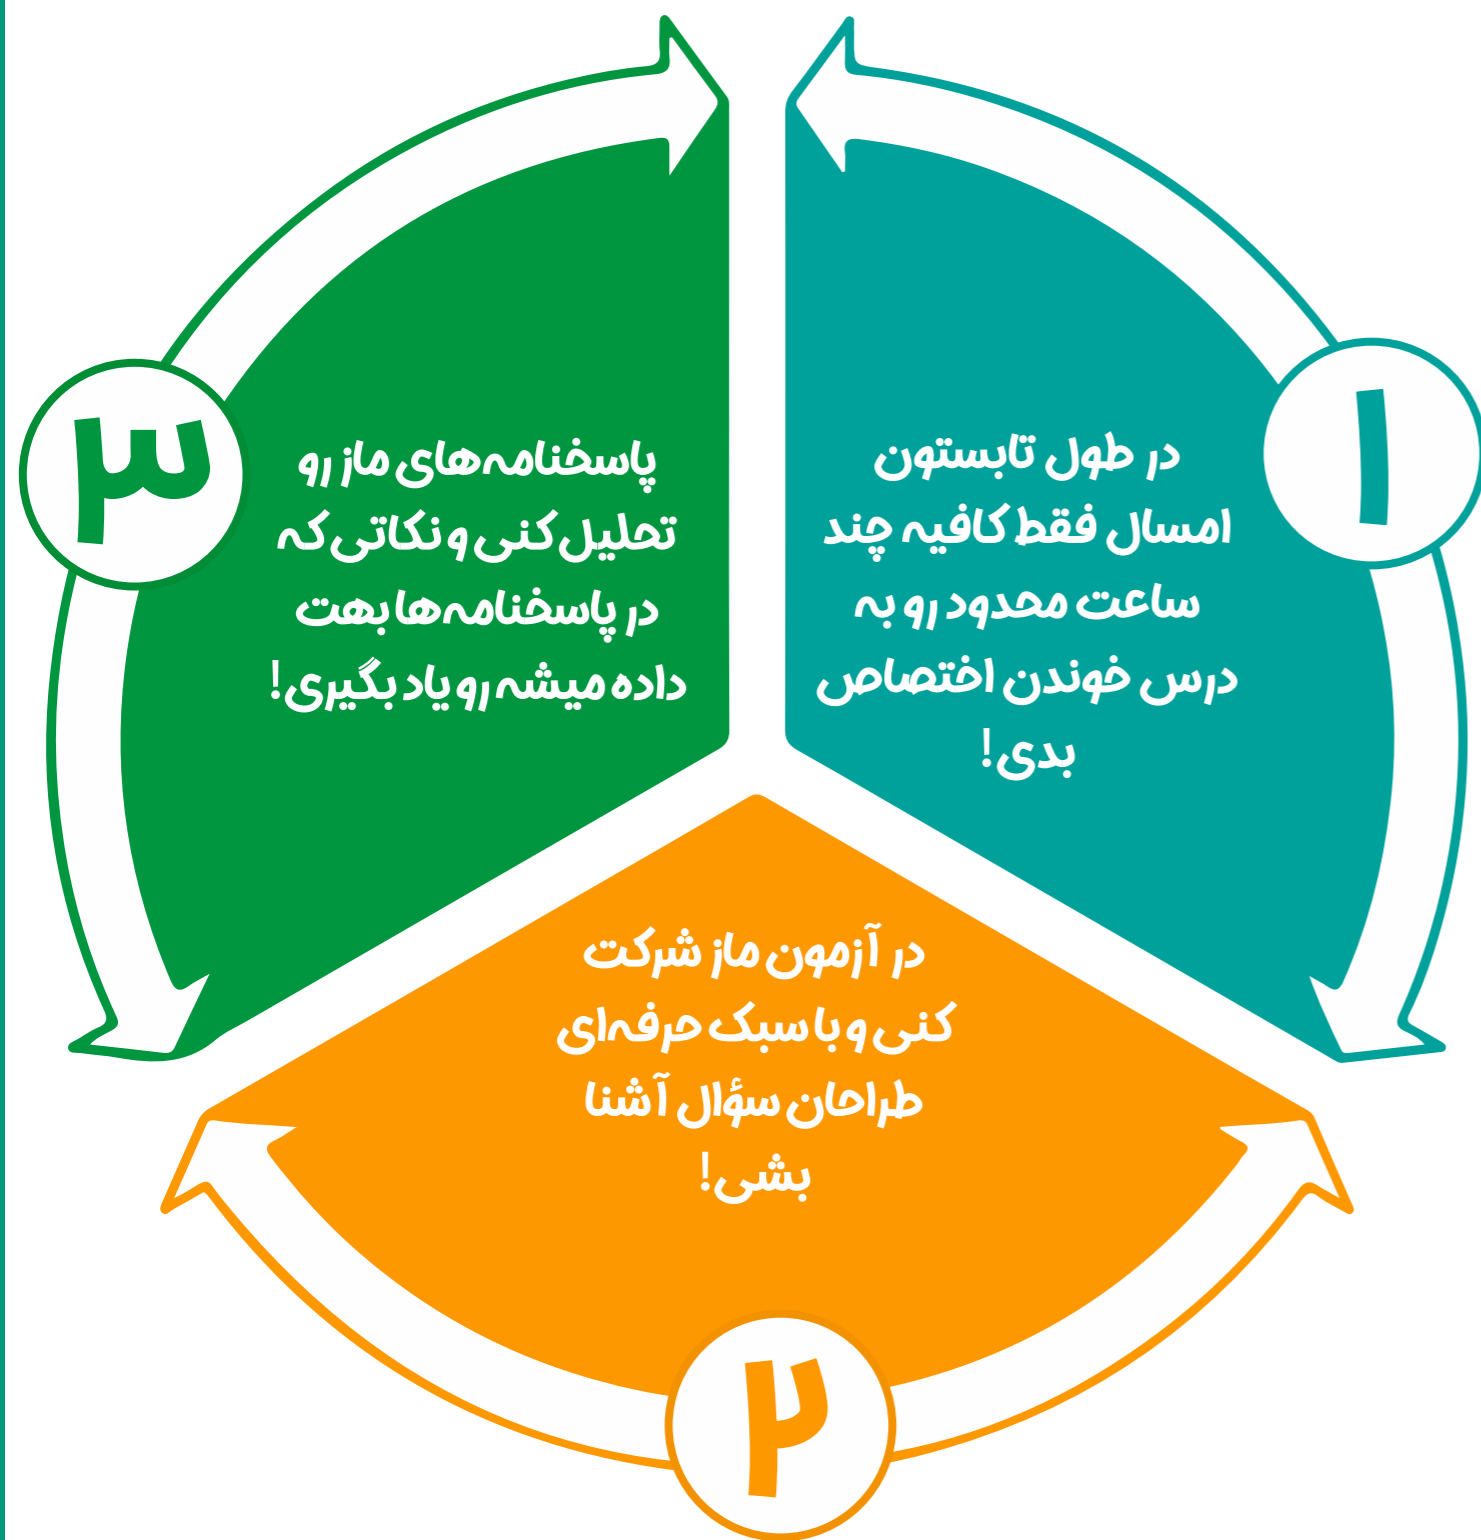 ۱
در طول تابستون
امسال فقط کافیه چند
ساعت محدود رو به
درس خوندن اختصاص
بدی!
۲
در آزمون ماز شرکت
کنی و با سبک حرفه‌ای
طراحان سؤال آشنا
بشی!
۳
پاسخنامه‌های ماز رو
تحلیل کنی و نکاتی که
در پاسخنامه‌ها بهت
داده میشه رو یاد بگیری!